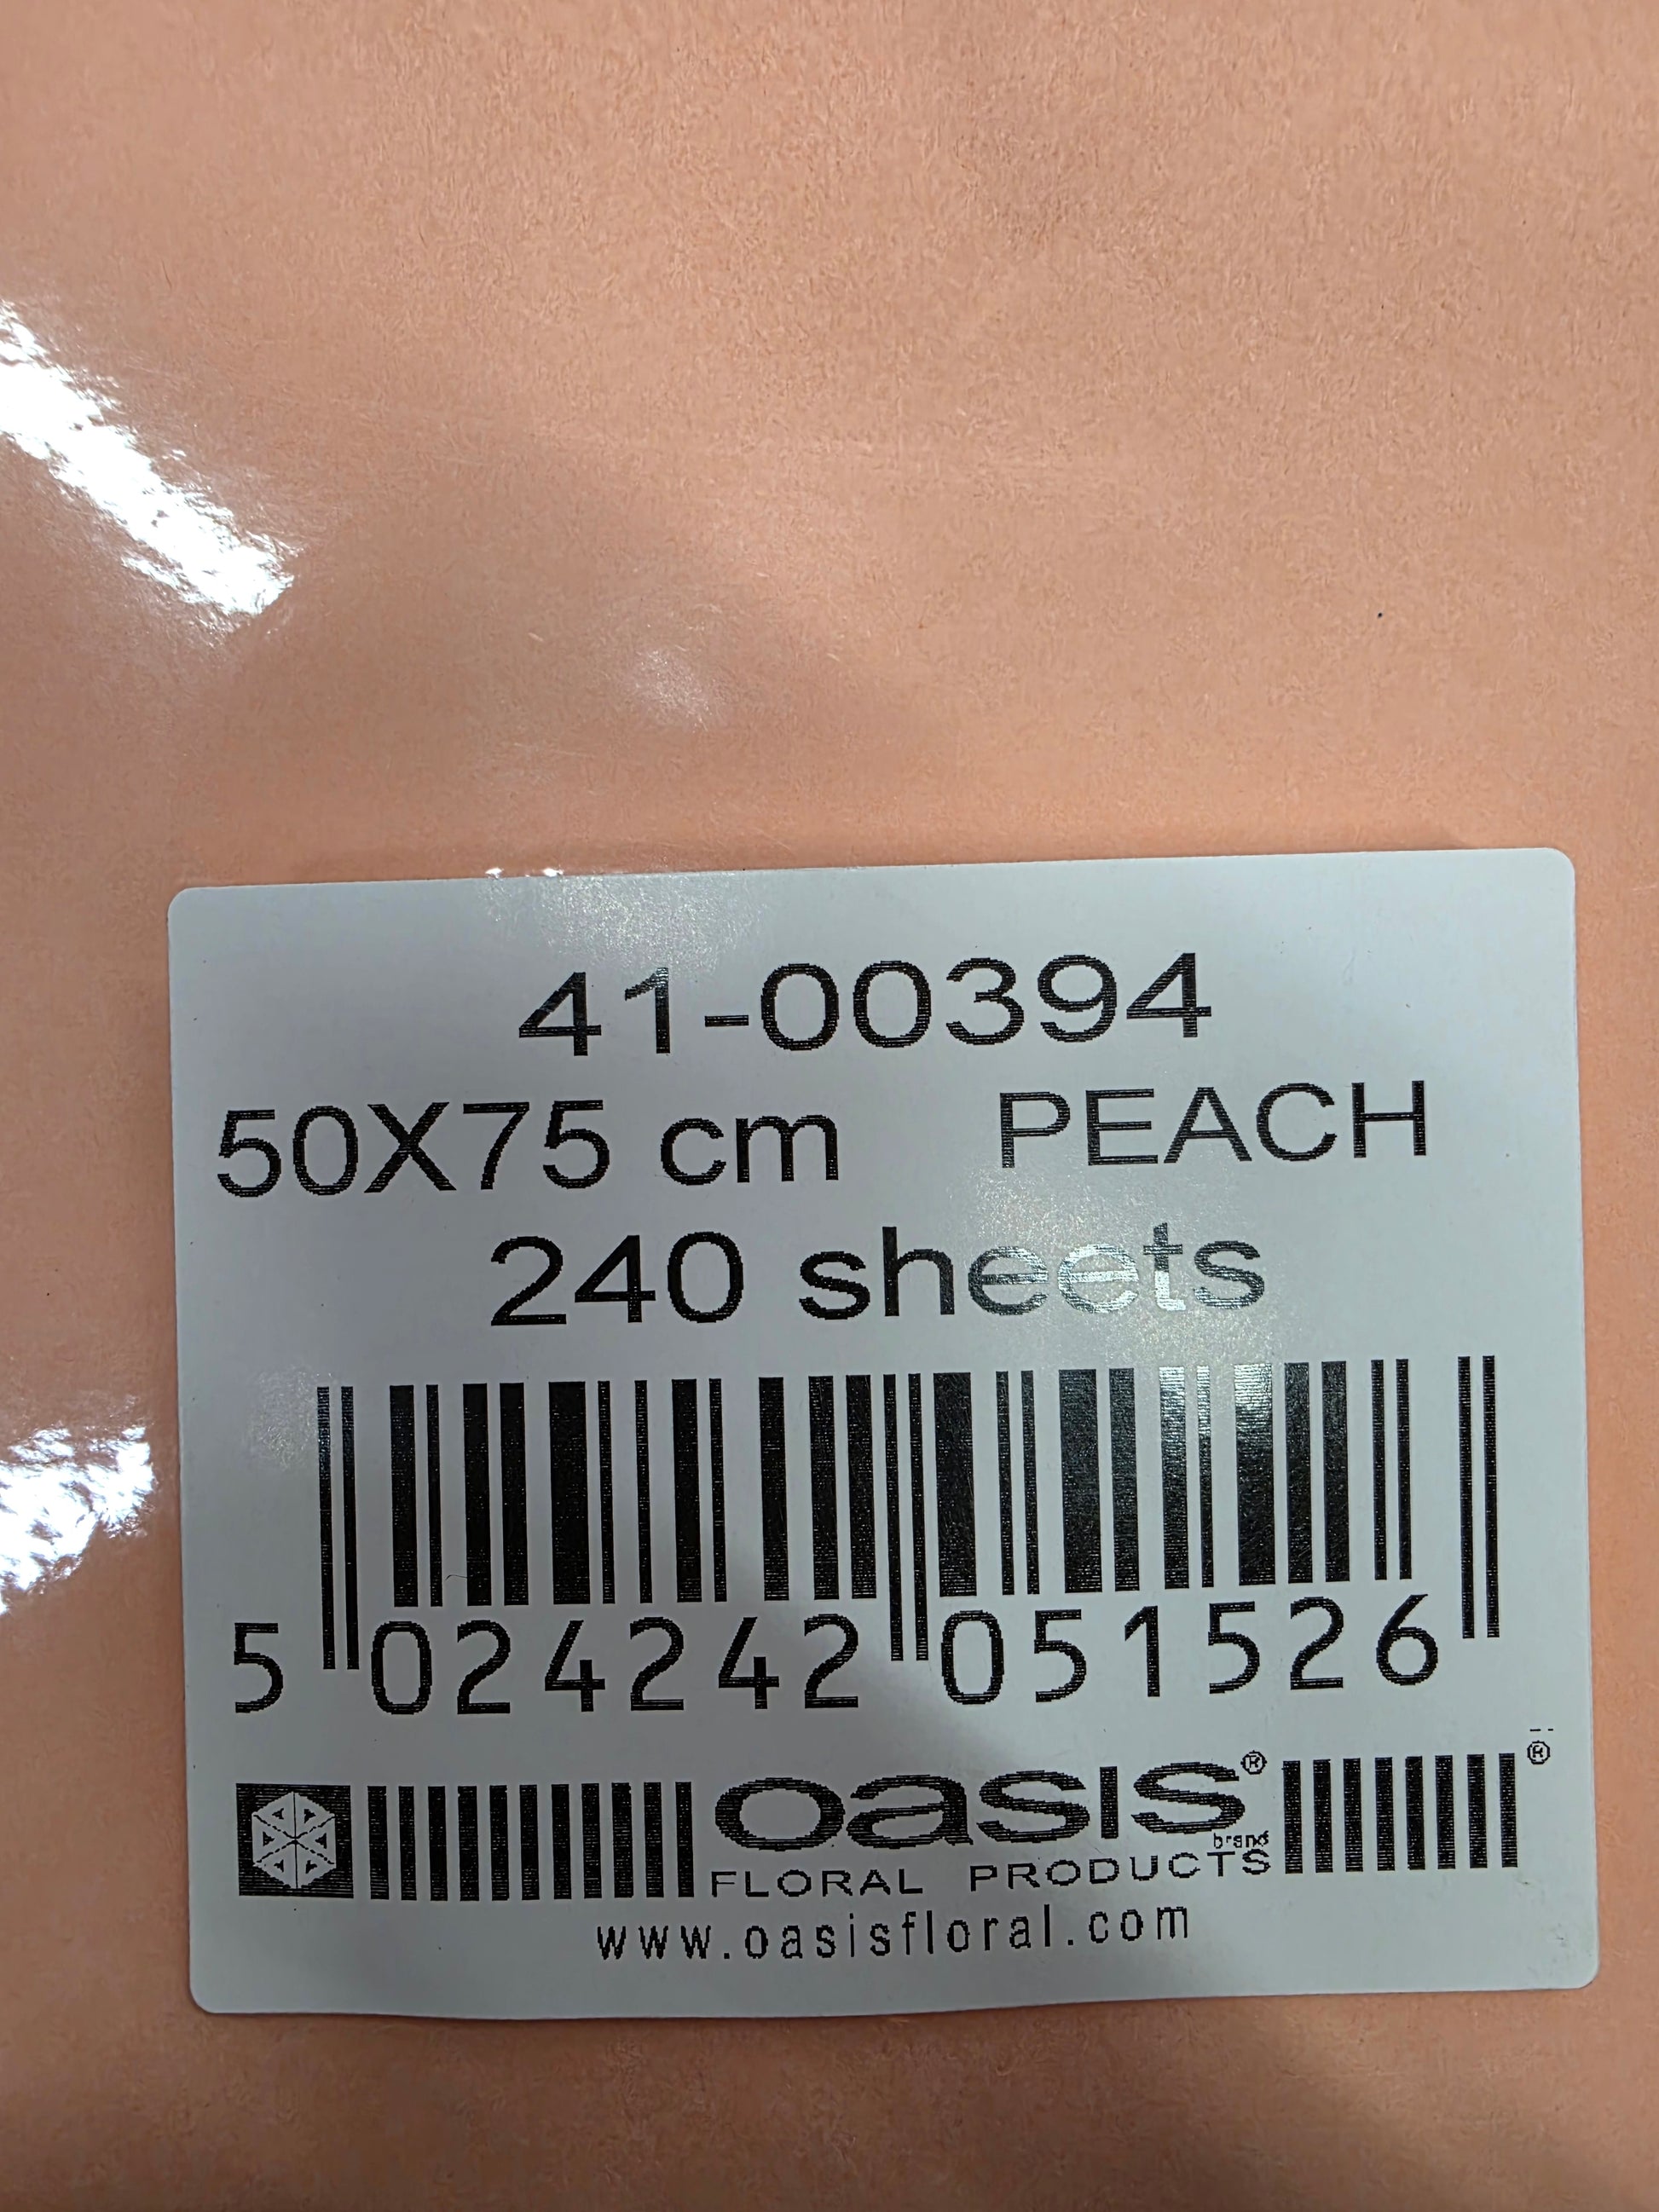 41-00394
50X75 cm PEACH
240 sheets
5 024242 051526
oasis®
brand
FLORAL PRODUCTS
®
www.oasisfloral.com